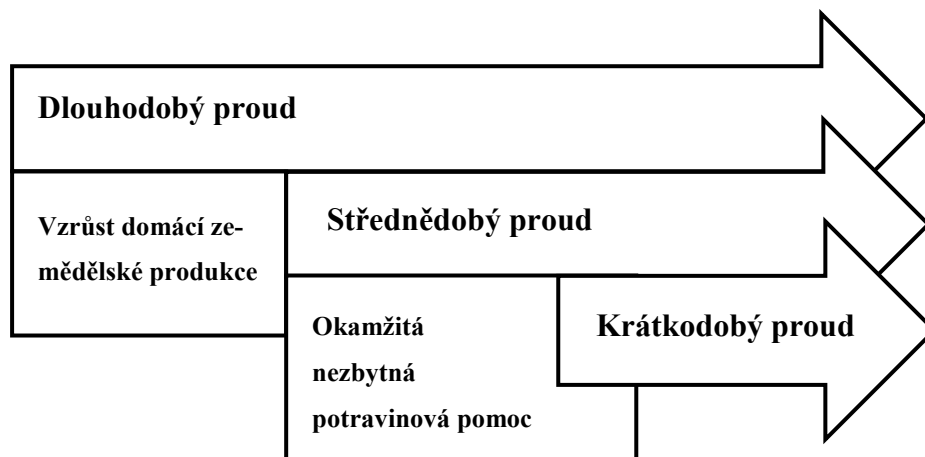 Dlouhodobý proud
Vzrůst domácí ze-
mědělské produkce
Střednědobý proud
Okamžitá
nezbytná
potravinová pomoc
Krátkodobý proud